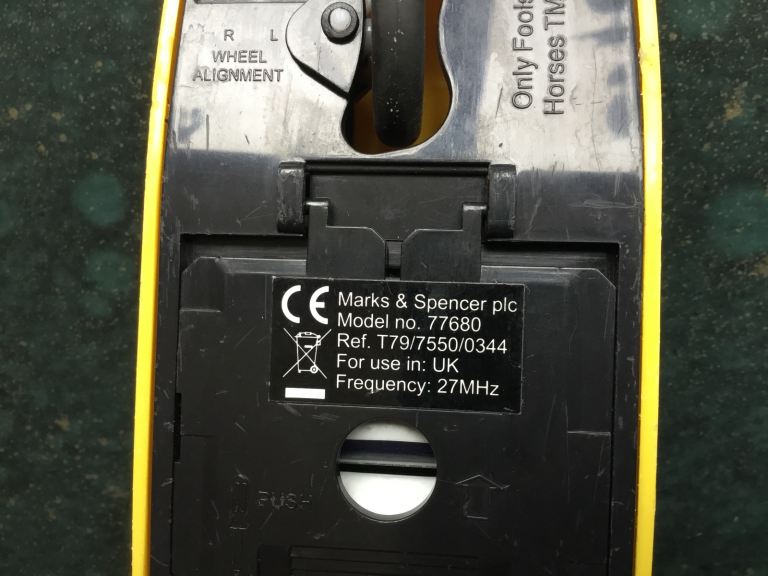 R L
WHEEL
ALIGNMENT
Only Fools
Horses TM
CE
Marks & Spencer plc
Model no. 77680
Ref. T79/7550/0344
For use in: UK
Frequency: 27MHz
PUSH